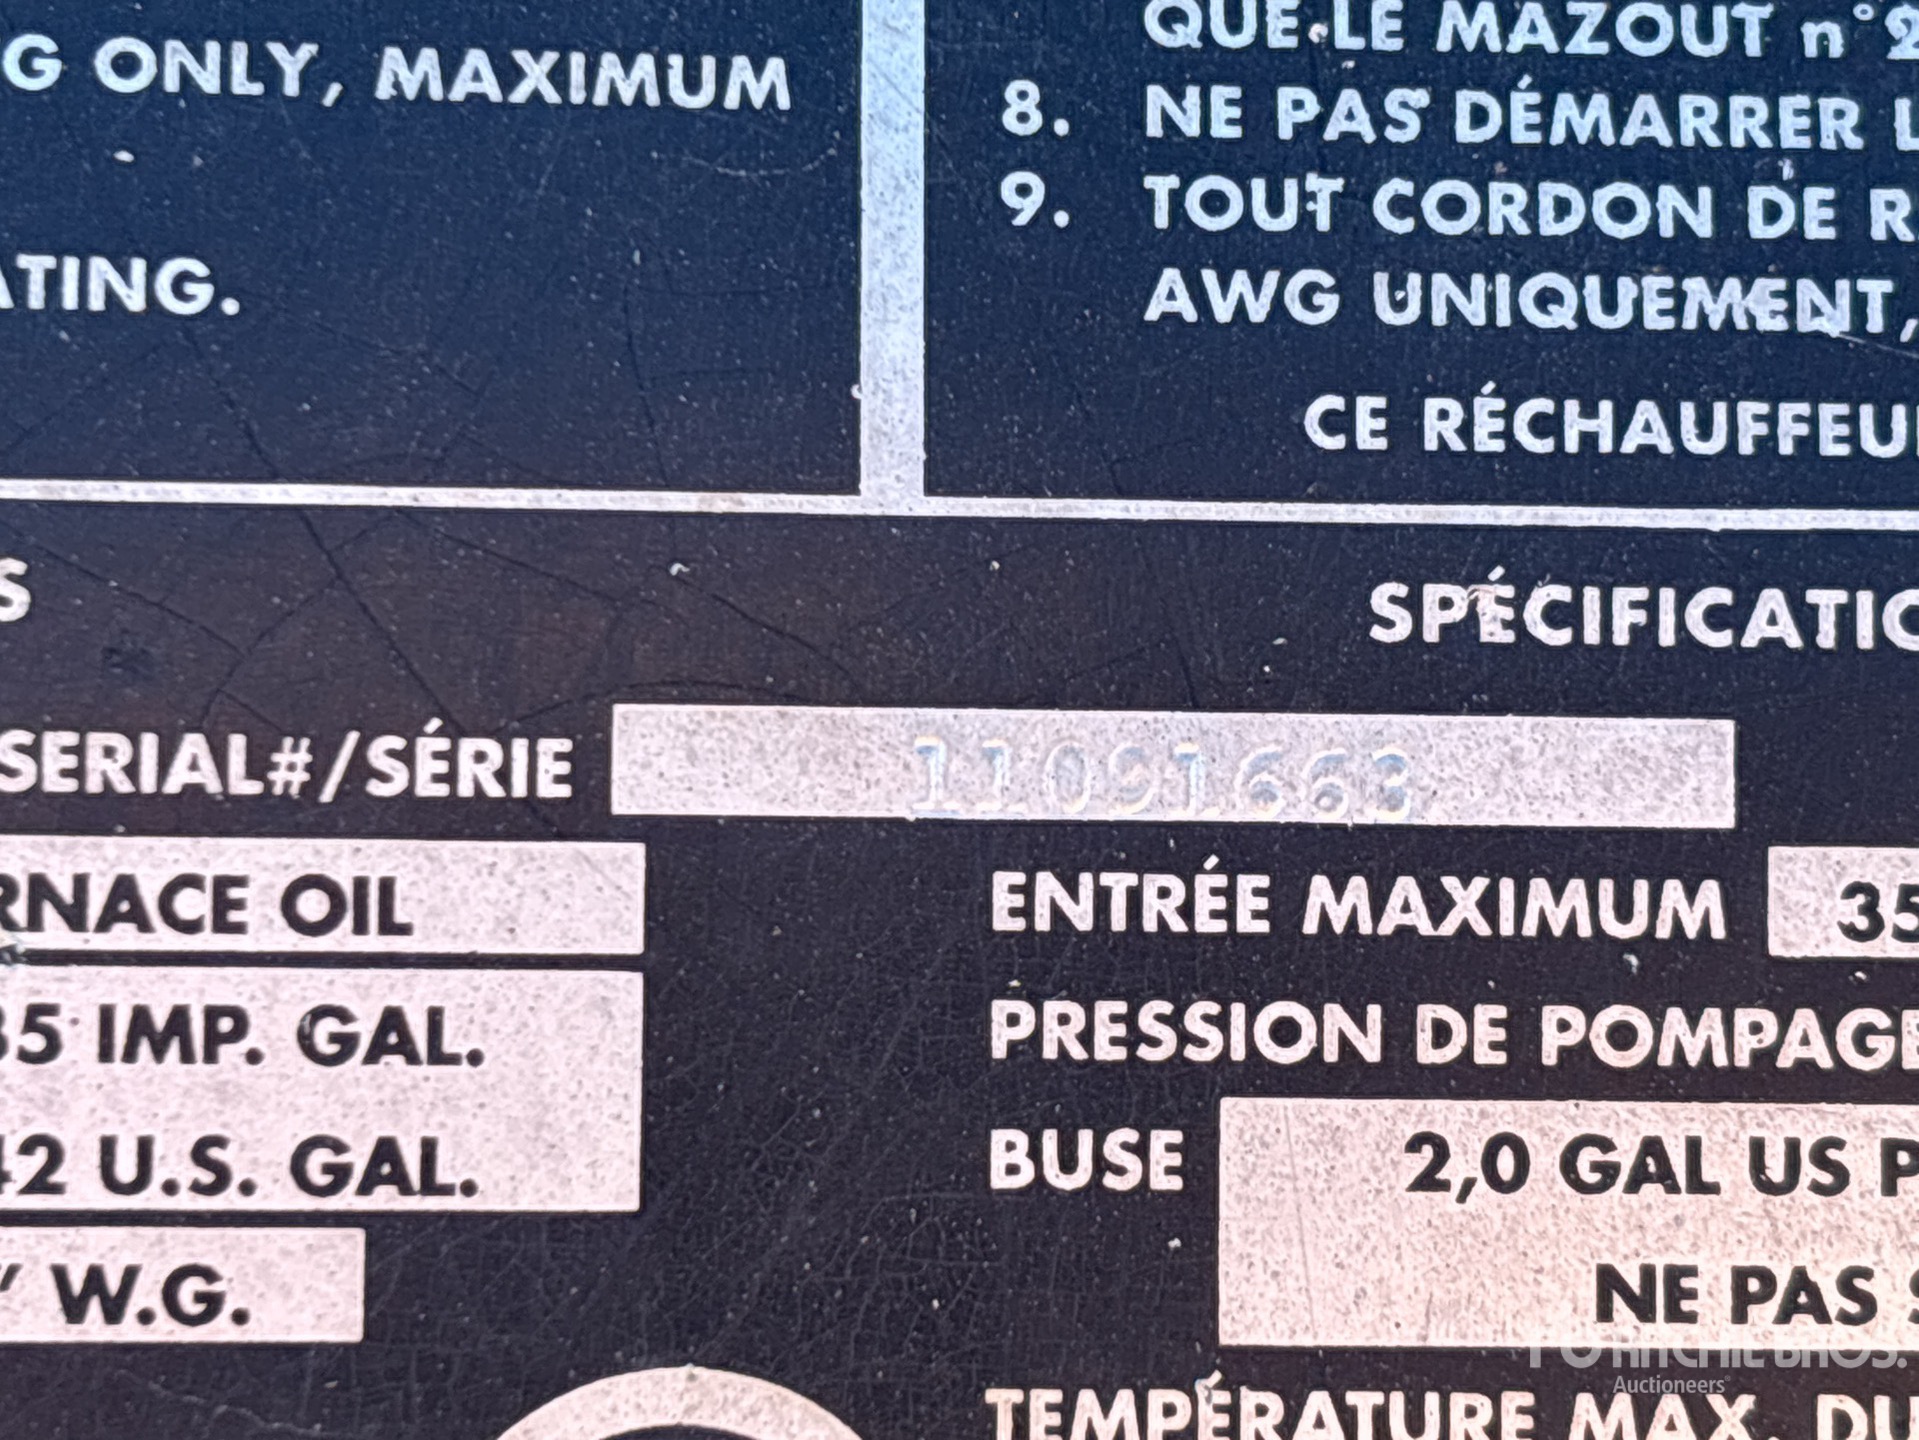 G ONLY, MAXIMUM
ATING.
QUE LE MAZOUT n°2
8. NE PAS DÉMARRER L
9. TOUT CORDON DE R
AWG UNIQUEMENT,
CE RÉCHAUFFEU
S
SPÉCIFICATIO
SERIAL#/SÉRIE 11091663
RNACE OIL
35 IMP. GAL.
42 U.S. GAL.
" W.G.
ENTRÉE MAXIMUM 35
PRESSION DE POMPAGE
BUSE 2,0 GAL US P
NE PAS S
TEMPÉRATURE MAX. DU
RITCHIE BROS.
Auctioneers